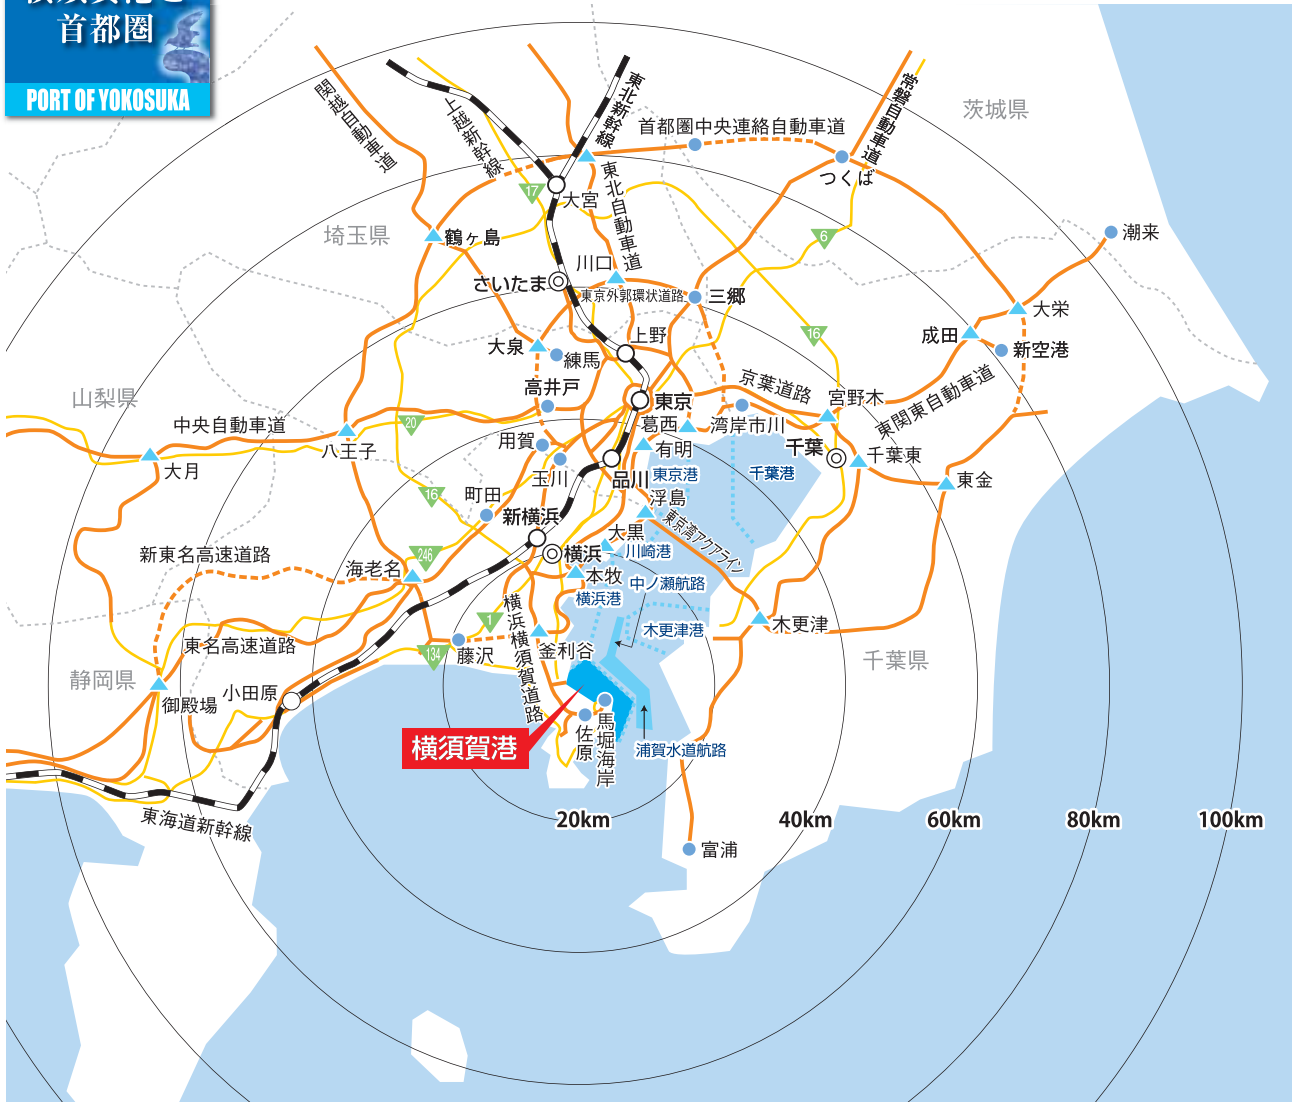 首都圏
PORT OF YOKOSUKA
関越自動車道
上越新幹線
東北新幹線
常磐自動車道
茨城県
首都圏中央連絡自動車道
つくば
17
大宮
東北自動車道
埼玉県
鶴ヶ島
6
潮来
川口
さいたま
東京外郭環状道路
三郷
大栄
16
成田
新空港
上野
大泉
練馬
高井戸
京葉道路
東関東自動車道
山梨県
東京
宮野木
中央自動車道
20
葛西
湾岸市川
八王子
用賀
有明
千葉
千葉東
大月
玉川
品川
東京港
千葉港
東金
町田
16
浮島
新横浜
東京湾アクアライン
大黒
新東名高速道路
246
横浜
川崎港
海老名
本牧
中ノ瀬航路
横浜港
横浜横須賀道路
1
木更津港
木更津
東名高速道路
134
藤沢
釜利谷
千葉県
静岡県
御殿場
小田原
佐原
馬堀海岸
横須賀港
浦賀水道航路
東海道新幹線
20km
40km
60km
80km
100km
富浦